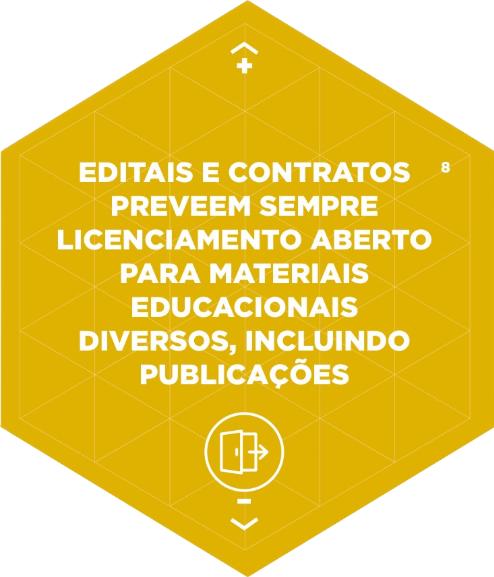 +
EDITAIS E CONTRATOS 8
PREVEEM SEMPRE
LICENCIAMENTO ABERTO
PARA MATERIAIS
EDUCACIONAIS
DIVERSOS, INCLUINDO
PUBLICAÇÕES
-